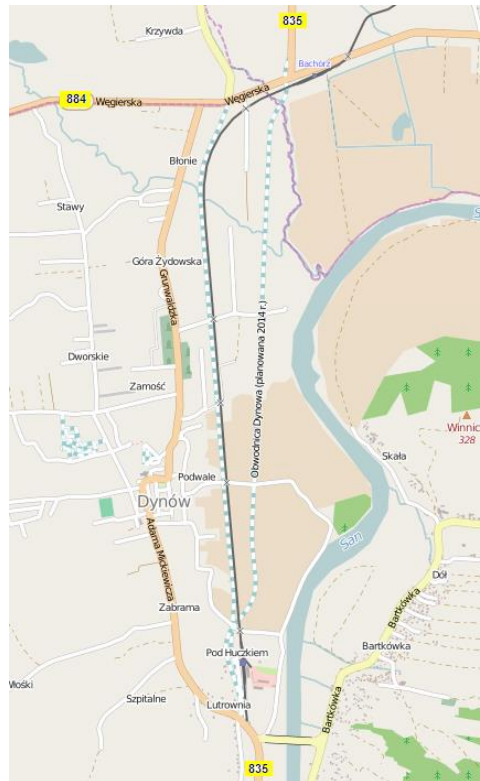 835
Krzywda
Bachórz
884
Węgierska
Węgierska
Błonie
Stawy
Góra Żydowska
Grunwaldzka
Obwodnica Dynowa (planowana 2014 r.)
Dworskie
Zamość
Winnic
328
Skała
Podwale
Dynów
San
Adama Mickiewicza
Dół
Zabrama
Bartkówka
Bartkówka
Pod Huczkiem
Szpitalne
Lutrownia
Bartkówka
835